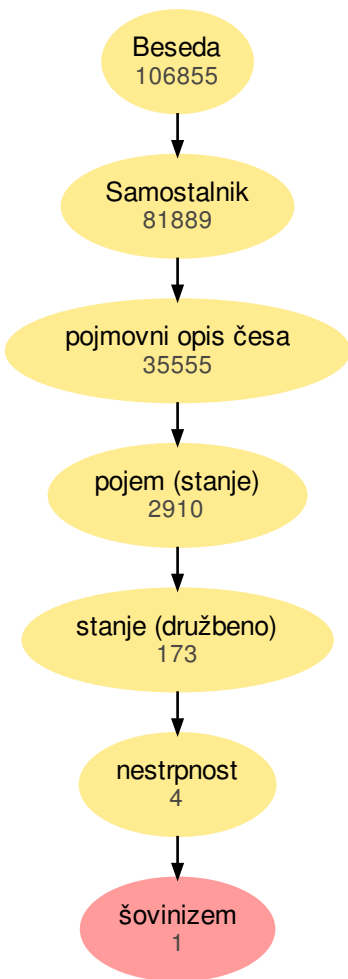 Beseda
106855
Samostalnik
81889
pojmovni opis česa
35555
pojem (stanje)
2910
stanje (družbeno)
173
nestrpnost
4
šovinizem
1